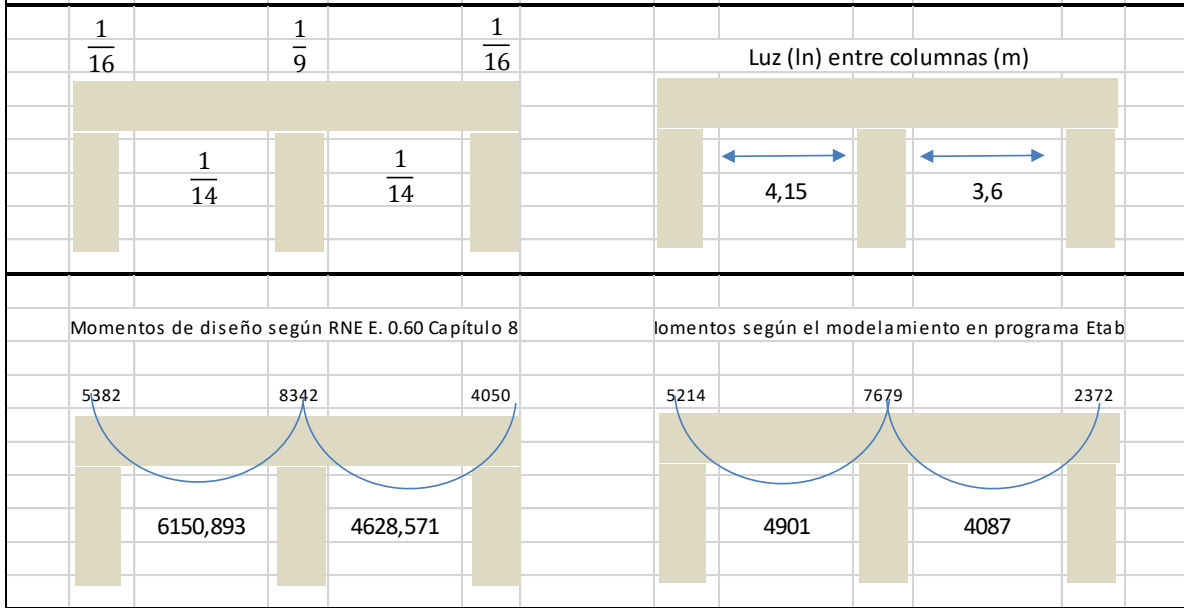 1/16 1/9 1/16
Luz (ln) entre columnas (m)
1/14 1/14
4,15 3,6
Momentos de diseño según RNE E. 0.60 Capítulo 8
lomentos según el modelamiento en programa Etab
5382 8342 4050
5214 7679 2372
6150,893 4628,571
4901 4087